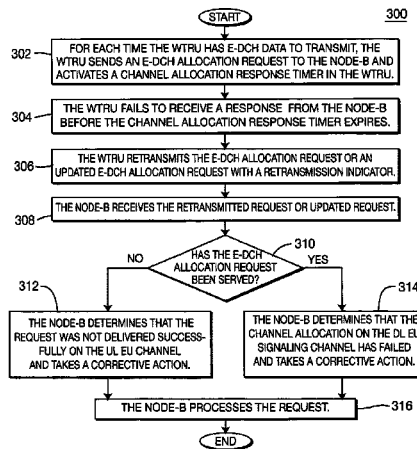 START
300
302
FOR EACH TIME THE WTRU HAS E-DCH DATA TO TRANSMIT, THE
WTRU SENDS AN E-DCH ALLOCATION REQUEST TO THE NODE-B AND
ACTIVATES A CHANNEL ALLOCATION RESPONSE TIMER IN THE WTRU.
304
THE WTRU FAILS TO RECEIVE A RESPONSE FROM THE NODE-B
BEFORE THE CHANNEL ALLOCATION RESPONSE TIMER EXPIRES.
306
THE WTRU RETRANSMITS THE E-DCH ALLOCATION REQUEST OR AN
UPDATED E-DCH ALLOCATION REQUEST WITH A RETRANSMISSION INDICATOR.
308
THE NODE-B RECEIVES THE RETRANSMITTED REQUEST OR UPDATED REQUEST.
310
HAS THE E-DCH
ALLOCATION REQUEST
BEEN SERVED?
NO
YES
312
THE NODE-B DETERMINES THAT THE
REQUEST WAS NOT DELIVERED SUCCESS-
FULLY ON THE UL EU CHANNEL
AND TAKES A CORRECTIVE ACTION.
314
THE NODE-B DETERMINES THAT THE
CHANNEL ALLOCATION ON THE DL EU
SIGNALING CHANNEL HAS FAILED
AND TAKES A CORRECTIVE ACTION.
THE NODE-B PROCESSES THE REQUEST.
316
END